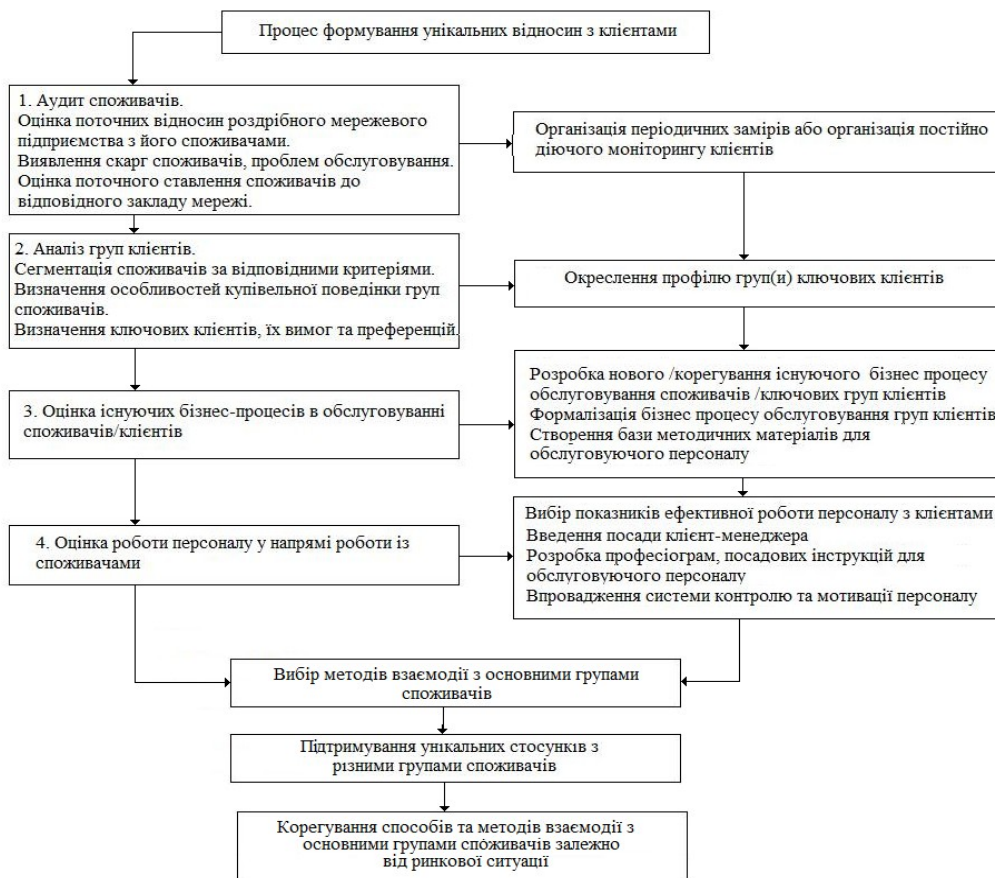 Процес формування унікальних відносин з клієнтами
1. Аудит споживачів.
Оцінка поточних відносин роздрібного мережевого
підприємства з його споживачами.
Виявлення скарг споживачів, проблем обслуговування.
Оцінка поточного ставлення споживачів до
відповідного закладу мережі.
Організація періодичних замірів або організація постійно
діючого моніторингу клієнтів
2. Аналіз груп клієнтів.
Сегментація споживачів за відповідними критеріями.
Визначення особливостей купівельної поведінки груп
споживачів.
Визначення ключових клієнтів, їх вимог та преференцій.
Окреслення профілю груп(и) ключових клієнтів
3. Оцінка існуючих бізнес-процесів в обслуговуванні
споживачів/клієнтів
Розробка нового /корегування існуючого бізнес процесу
обслуговування споживачів /ключових груп клієнтів
Формалізація бізнес процесу обслуговування груп клієнтів
Створення бази методичних матеріалів для
обслуговуючого персоналу
4. Оцінка роботи персоналу у напрямі роботи із
споживачами
Вибір показників ефективної роботи персоналу з клієнтами
Введення посади клієнт-менеджера
Розробка професіограм, посадових інструкцій для
обслуговуючого персоналу
Впровадження системи контролю та мотивації персоналу
Вибір методів взаємодії з основними групами
споживачів
Підтримування унікальних стосунків з
різними групами споживачів
Корегування способів та методів взаємодії з
основними групами споживачів залежно
від ринкової ситуації